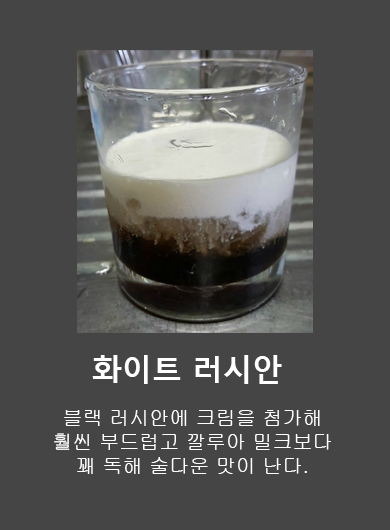 화이트 러시안
블랙 러시안에 크림을 첨가해
훨씬 부드럽고 깔루아 밀크보다
꽤 독해 술다운 맛이 난다.